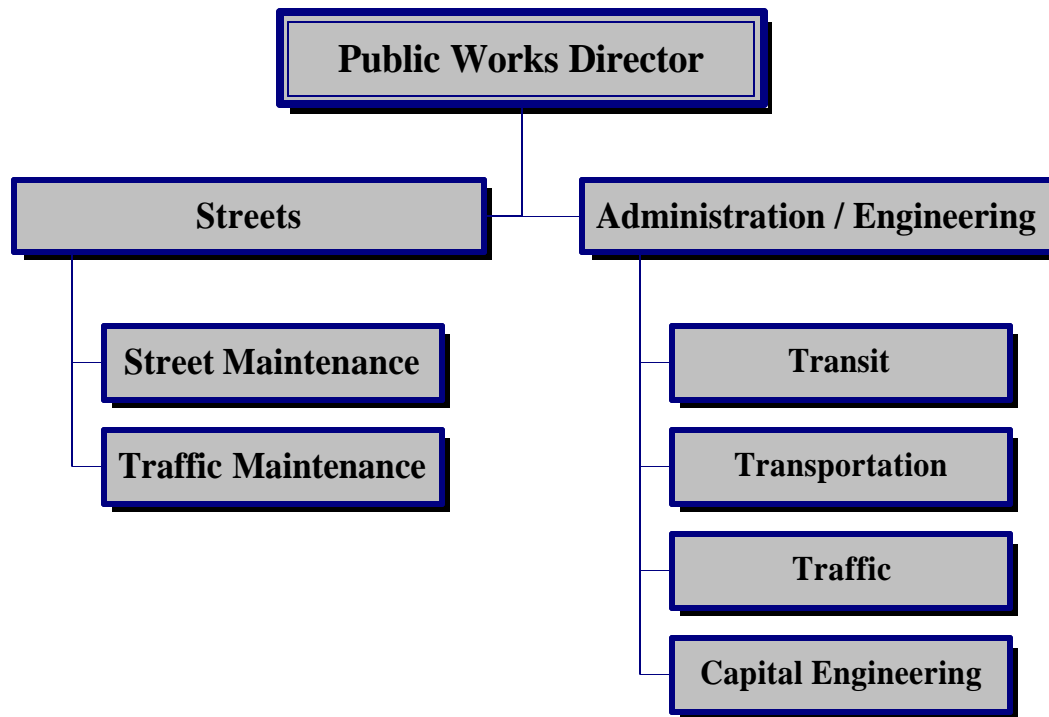 Public Works Director
Streets
Administration / Engineering
Street Maintenance
Traffic Maintenance
Transit
Transportation
Traffic
Capital Engineering